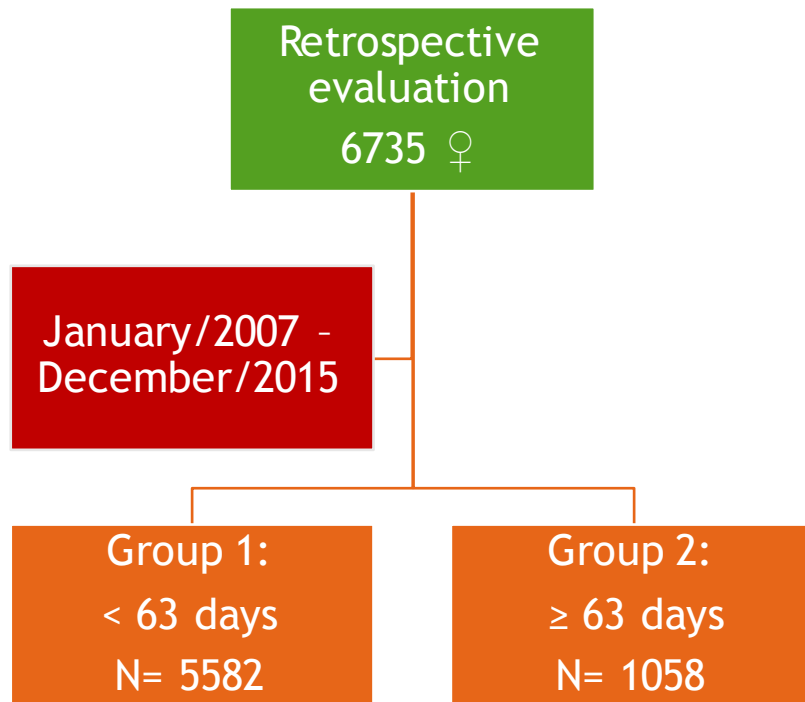 Retrospective
evaluation
6735 ♀
January/2007 –
December/2015
Group 1:
< 63 days
N= 5582
Group 2:
≥ 63 days
N= 1058